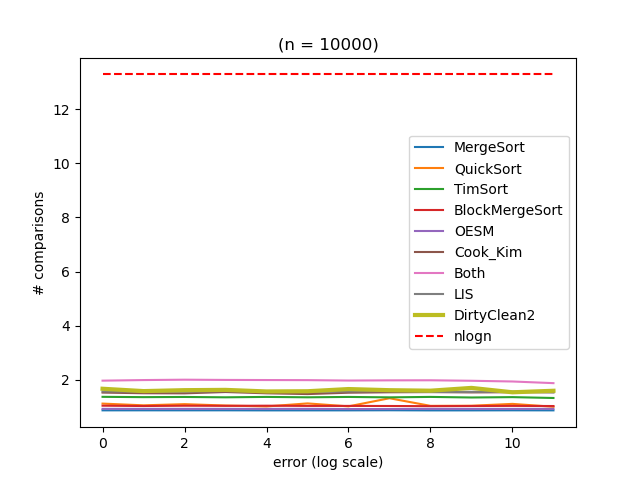 (n = 10000)
12
10
8
6
4
2
# comparisons
MergeSort
QuickSort
TimSort
BlockMergeSort
OESM
Cook_Kim
Both
LIS
DirtyClean2
nlogn
0 2 4 6 8 10
error (log scale)